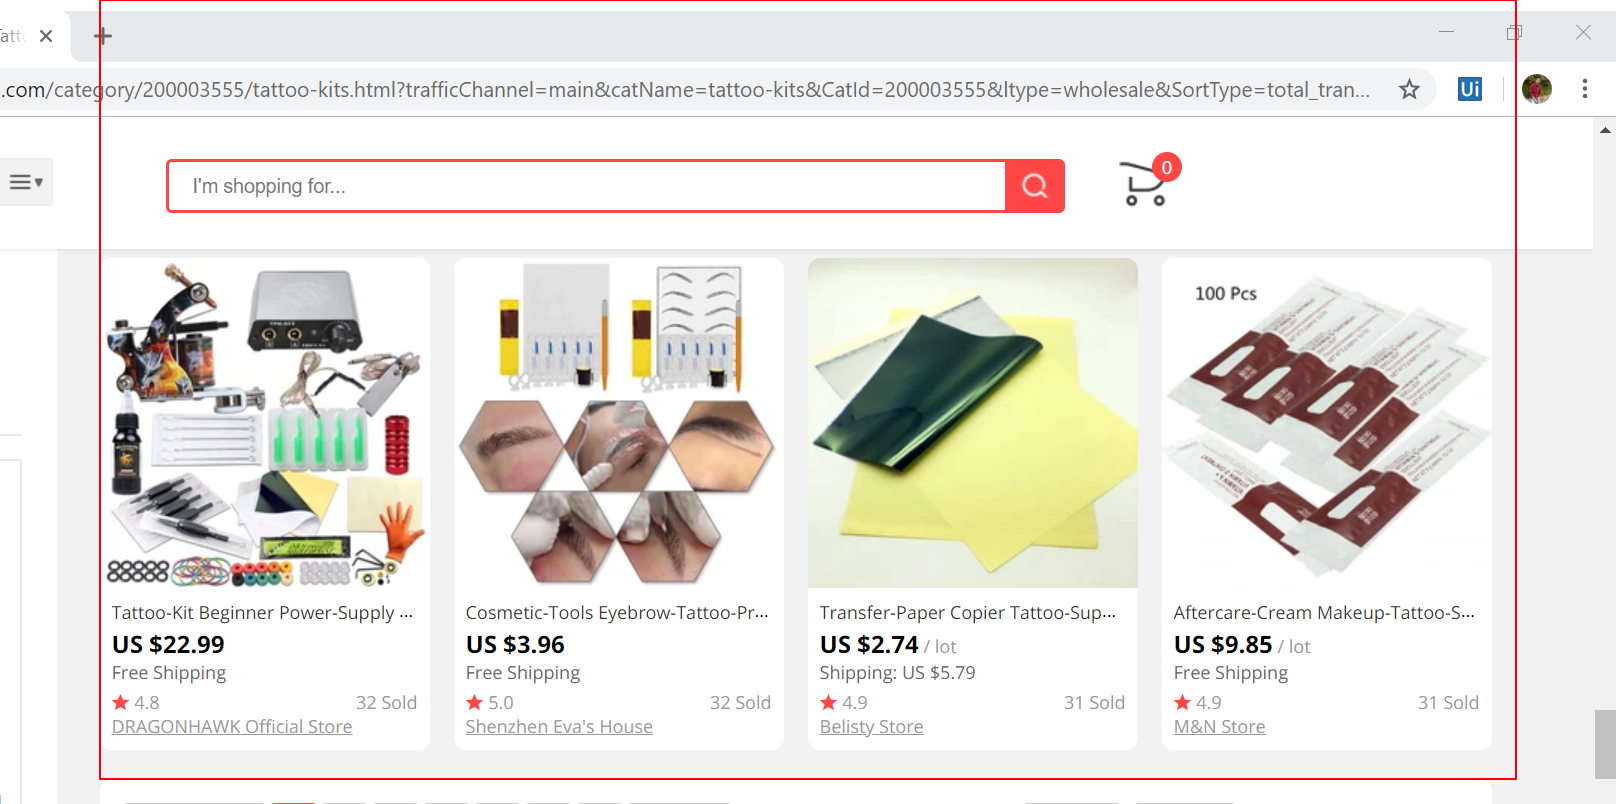 Tatto
.com/category/200003555/tattoo-kits.html?trafficChannel=main&catName=tattoo-kits&CatId=200003555&ltype=wholesale&SortType=total_tran...
Ui
I'm shopping for...
0
100 Pcs
Tattoo-Kit Beginner Power-Supply ...
US $22.99
Free Shipping
4.8 32 Sold
DRAGONHAWK Official Store
Cosmetic-Tools Eyebrow-Tattoo-Pr...
US $3.96
Free Shipping
5.0 32 Sold
Shenzhen Eva's House
Transfer-Paper Copier Tattoo-Sup...
US $2.74 / lot
Shipping: US $5.79
4.9 31 Sold
Belisty Store
Aftercare-Cream Makeup-Tattoo-S...
US $9.85 / lot
Free Shipping
4.9 31 Sold
M&N Store